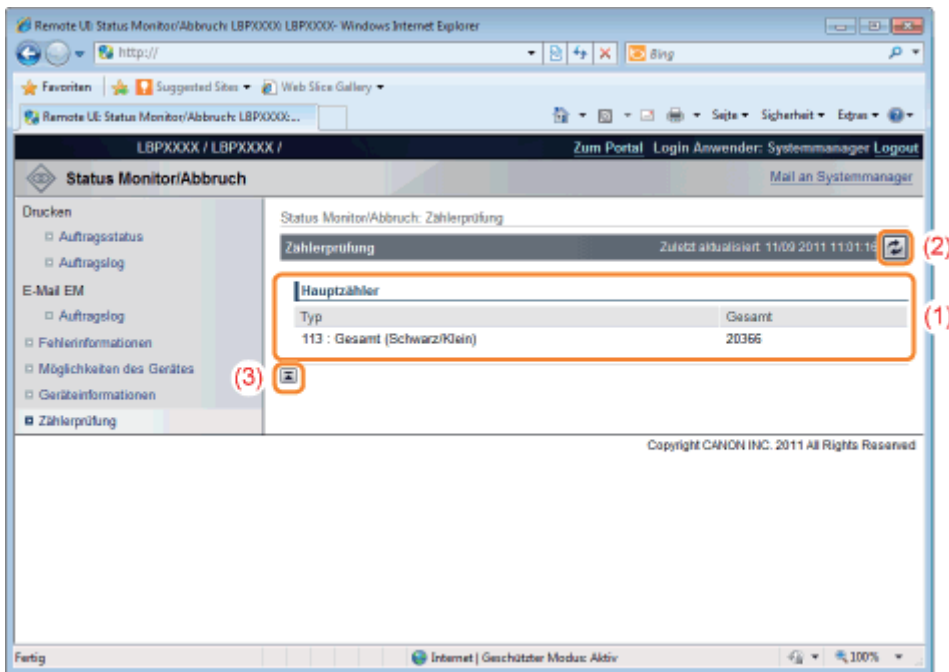 Remote UI: Status Monitor/Abbruch: LBPXXXX: LBPXXXX- Windows Internet Explorer
http://
Bing
Favoriten Suggested Sites Web Slice Gallery
Remote UI: Status Monitor/Abbruch: LBPXXXX:...
Seite Sicherheit Extras
LBPXXXX / LBPXXXX /
Zum Portal Login Anwender: Systemmanager Logout
Status Monitor/Abbruch
Mail an Systemmanager
Drucken
Auftragsstatus
Auftragslog
E-Mail EM
Auftragslog
Fehlerinformationen
Möglichkeiten des Gerätes
Geräteinformationen
Zählerprüfung
Status Monitor/Abbruch: Zählerprüfung
Zählerprüfung
Zuletzt aktualisiert: 11/09 2011 11:01:16
(2)
Hauptzähler
Typ Gesamt
113 : Gesamt (Schwarz/Klein) 20366
(1)
(3)
Copyright CANON INC. 2011 All Rights Reserved
Fertig
Internet | Geschützter Modus: Aktiv
100%